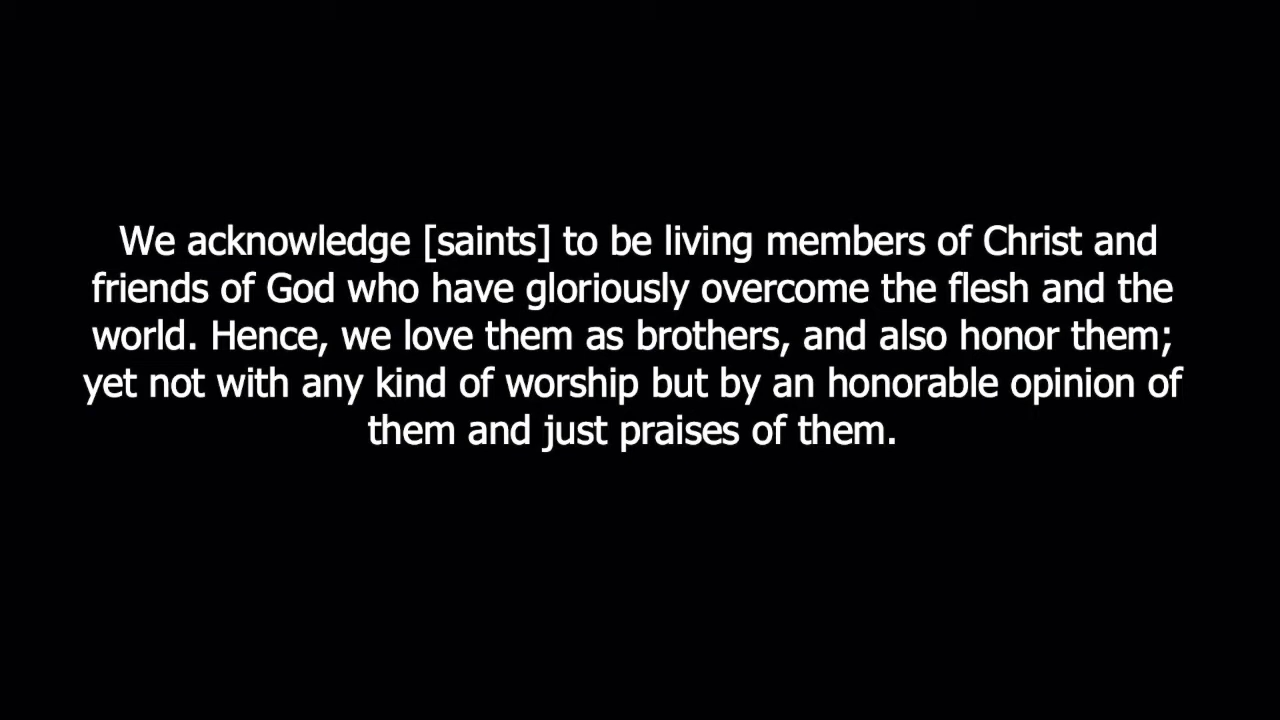 We acknowledge [saints] to be living members of Christ and
friends of God who have gloriously overcome the flesh and the
world. Hence, we love them as brothers, and also honor them;
yet not with any kind of worship but by an honorable opinion of
them and just praises of them.